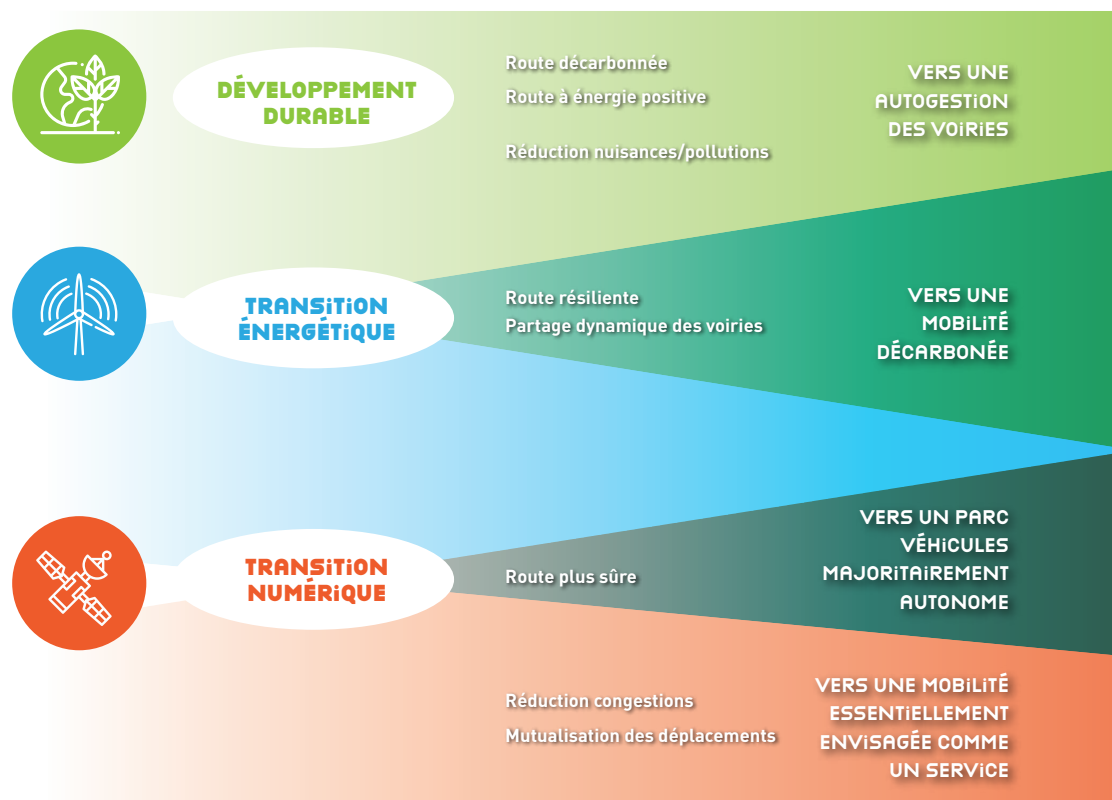 DÉVELOPPEMENT
DURABLE
Route décarbonnée
Route à énergie positive
Réduction nuisances/pollutions
VERS UNE
AUTOGESTION
DES VOIRIES
TRANSITION
ÉNERGÉTIQUE
Route résiliente
Partage dynamique des voiries
VERS UNE
MOBILITÉ
DÉCARBONÉE
TRANSITION
NUMÉRIQUE
Route plus sûre
VERS UN PARC
VÉHICULES
MAJORITAIREMENT
AUTONOME
Réduction congestions
Mutualisation des déplacements
VERS UNE MOBILITÉ
ESSENTIELLEMENT
ENVISAGÉE COMME
UN SERVICE